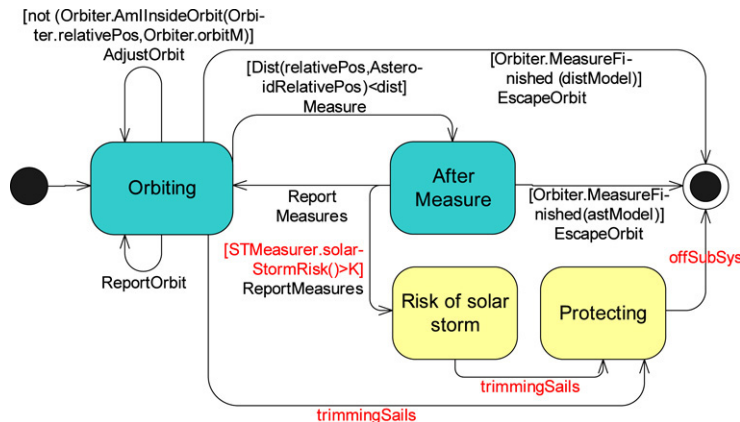 [not (Orbiter.AmIInsideOrbit(Orbi-
ter.relativePos,Orbiter.orbitM)]
AdjustOrbit
[Dist(relativePos,Astero-
idRelativePos)<dist]
Measure
[Orbiter.MeasureFi-
nished (distModel)]
EscapeOrbit
Orbiting
After
Measure
Report
Measures
[Orbiter.MeasureFi-
nished(astModel)]
EscapeOrbit
[STMeasurer.solar-
StormRisk()>K]
ReportMeasures
ReportOrbit
offSubSys
Risk of solar
storm
Protecting
trimmingSails
trimmingSails